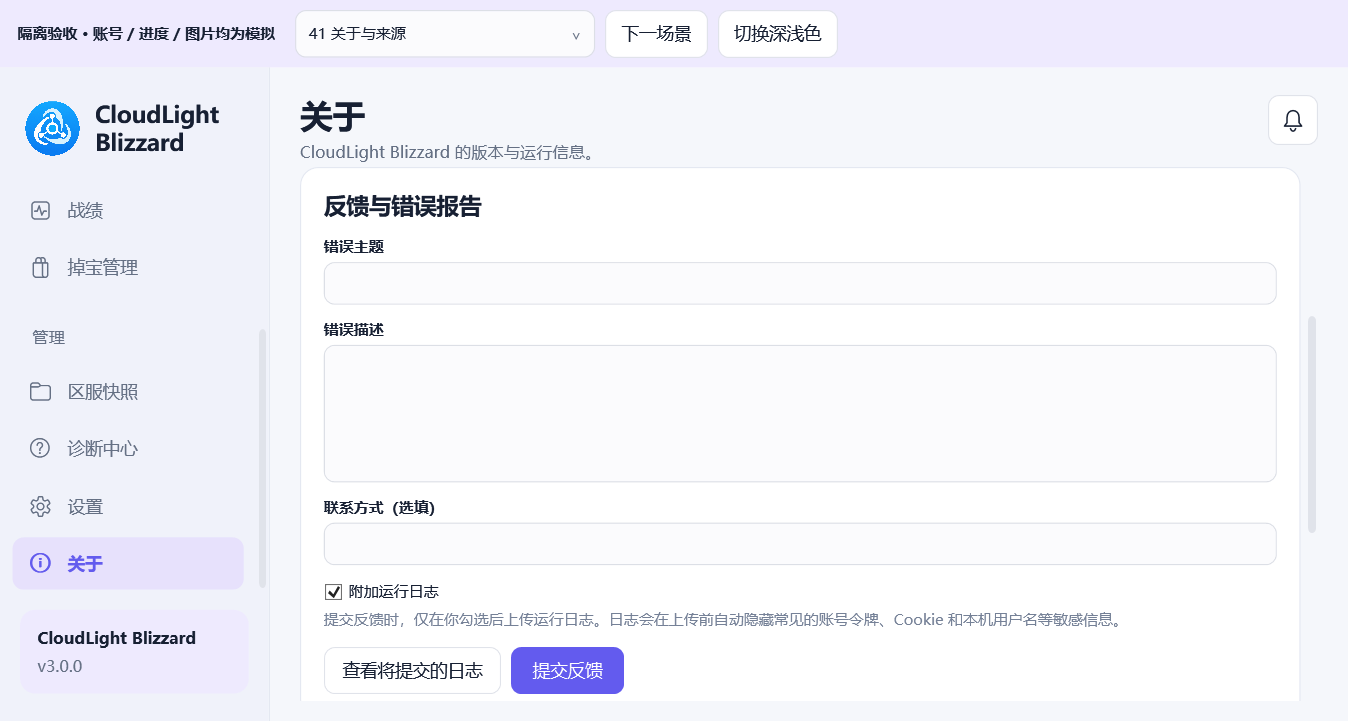 隔离验收 • 账号 / 进度 / 图片均为模拟
41 关于与来源
下一场景
切换深浅色
CloudLight
Blizzard
战绩
掉宝管理
管理
区服快照
诊断中心
设置
关于
CloudLight Blizzard
v3.0.0
关于
CloudLight Blizzard 的版本与运行信息。
反馈与错误报告
错误主题
错误描述
联系方式（选填）
附加运行日志
提交反馈时，仅在你勾选后上传运行日志。日志会在上传前自动隐藏常见的账号令牌、Cookie 和本机用户名等敏感信息。
查看将提交的日志
提交反馈